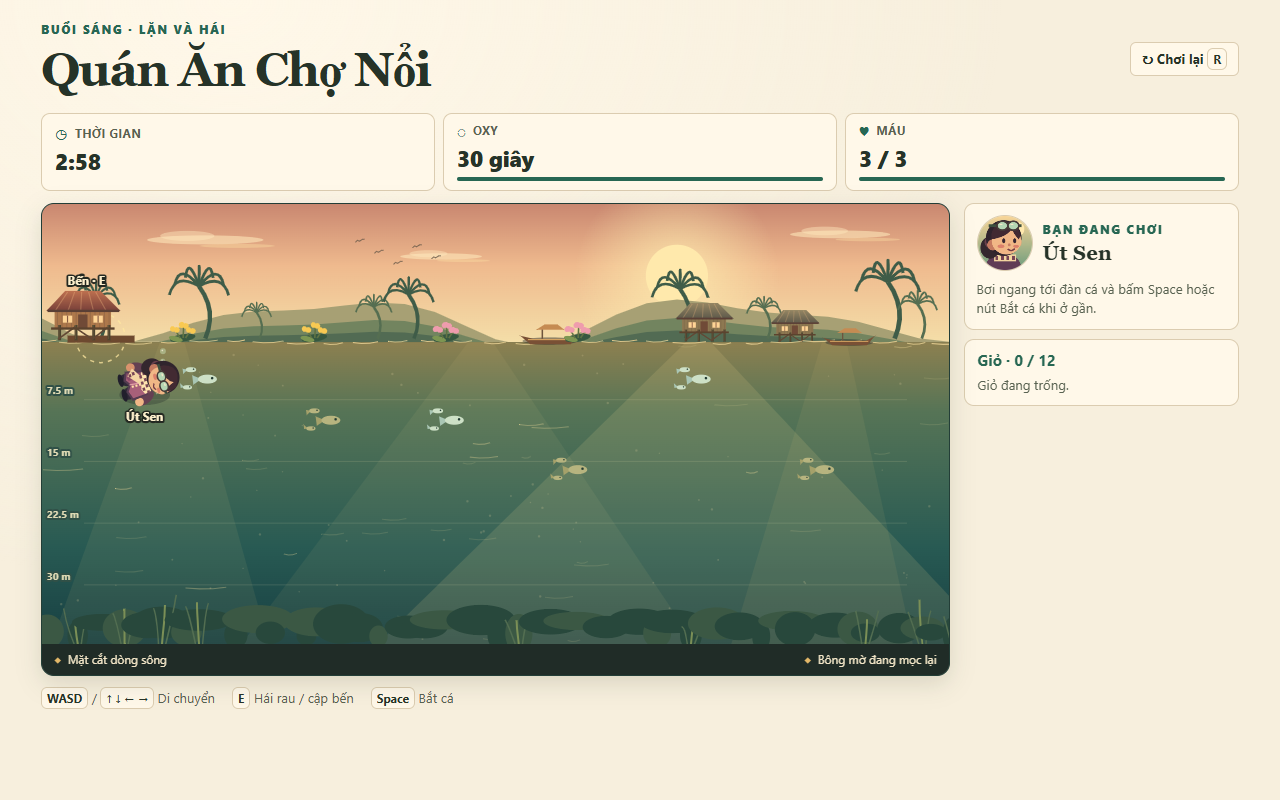 BUỔI SÁNG · LẶN VÀ HÁI
Quán Ăn Chợ Nổi
↻ Chơi lại R
THỜI GIAN
2:58
OXY
30 giây
MÁU
3 / 3
Bến · E
Út Sen
7.5 m
15 m
22.5 m
30 m
Mặt cắt dòng sông
Bông mờ đang mọc lại
BẠN ĐANG CHƠI
Út Sen
Bơi ngang tới đàn cá và bấm Space hoặc
nút Bắt cá khi ở gần.
Giỏ · 0 / 12
Giỏ đang trống.
WASD / ↑↓←→ Di chuyển E Hái rau / cập bến Space Bắt cá